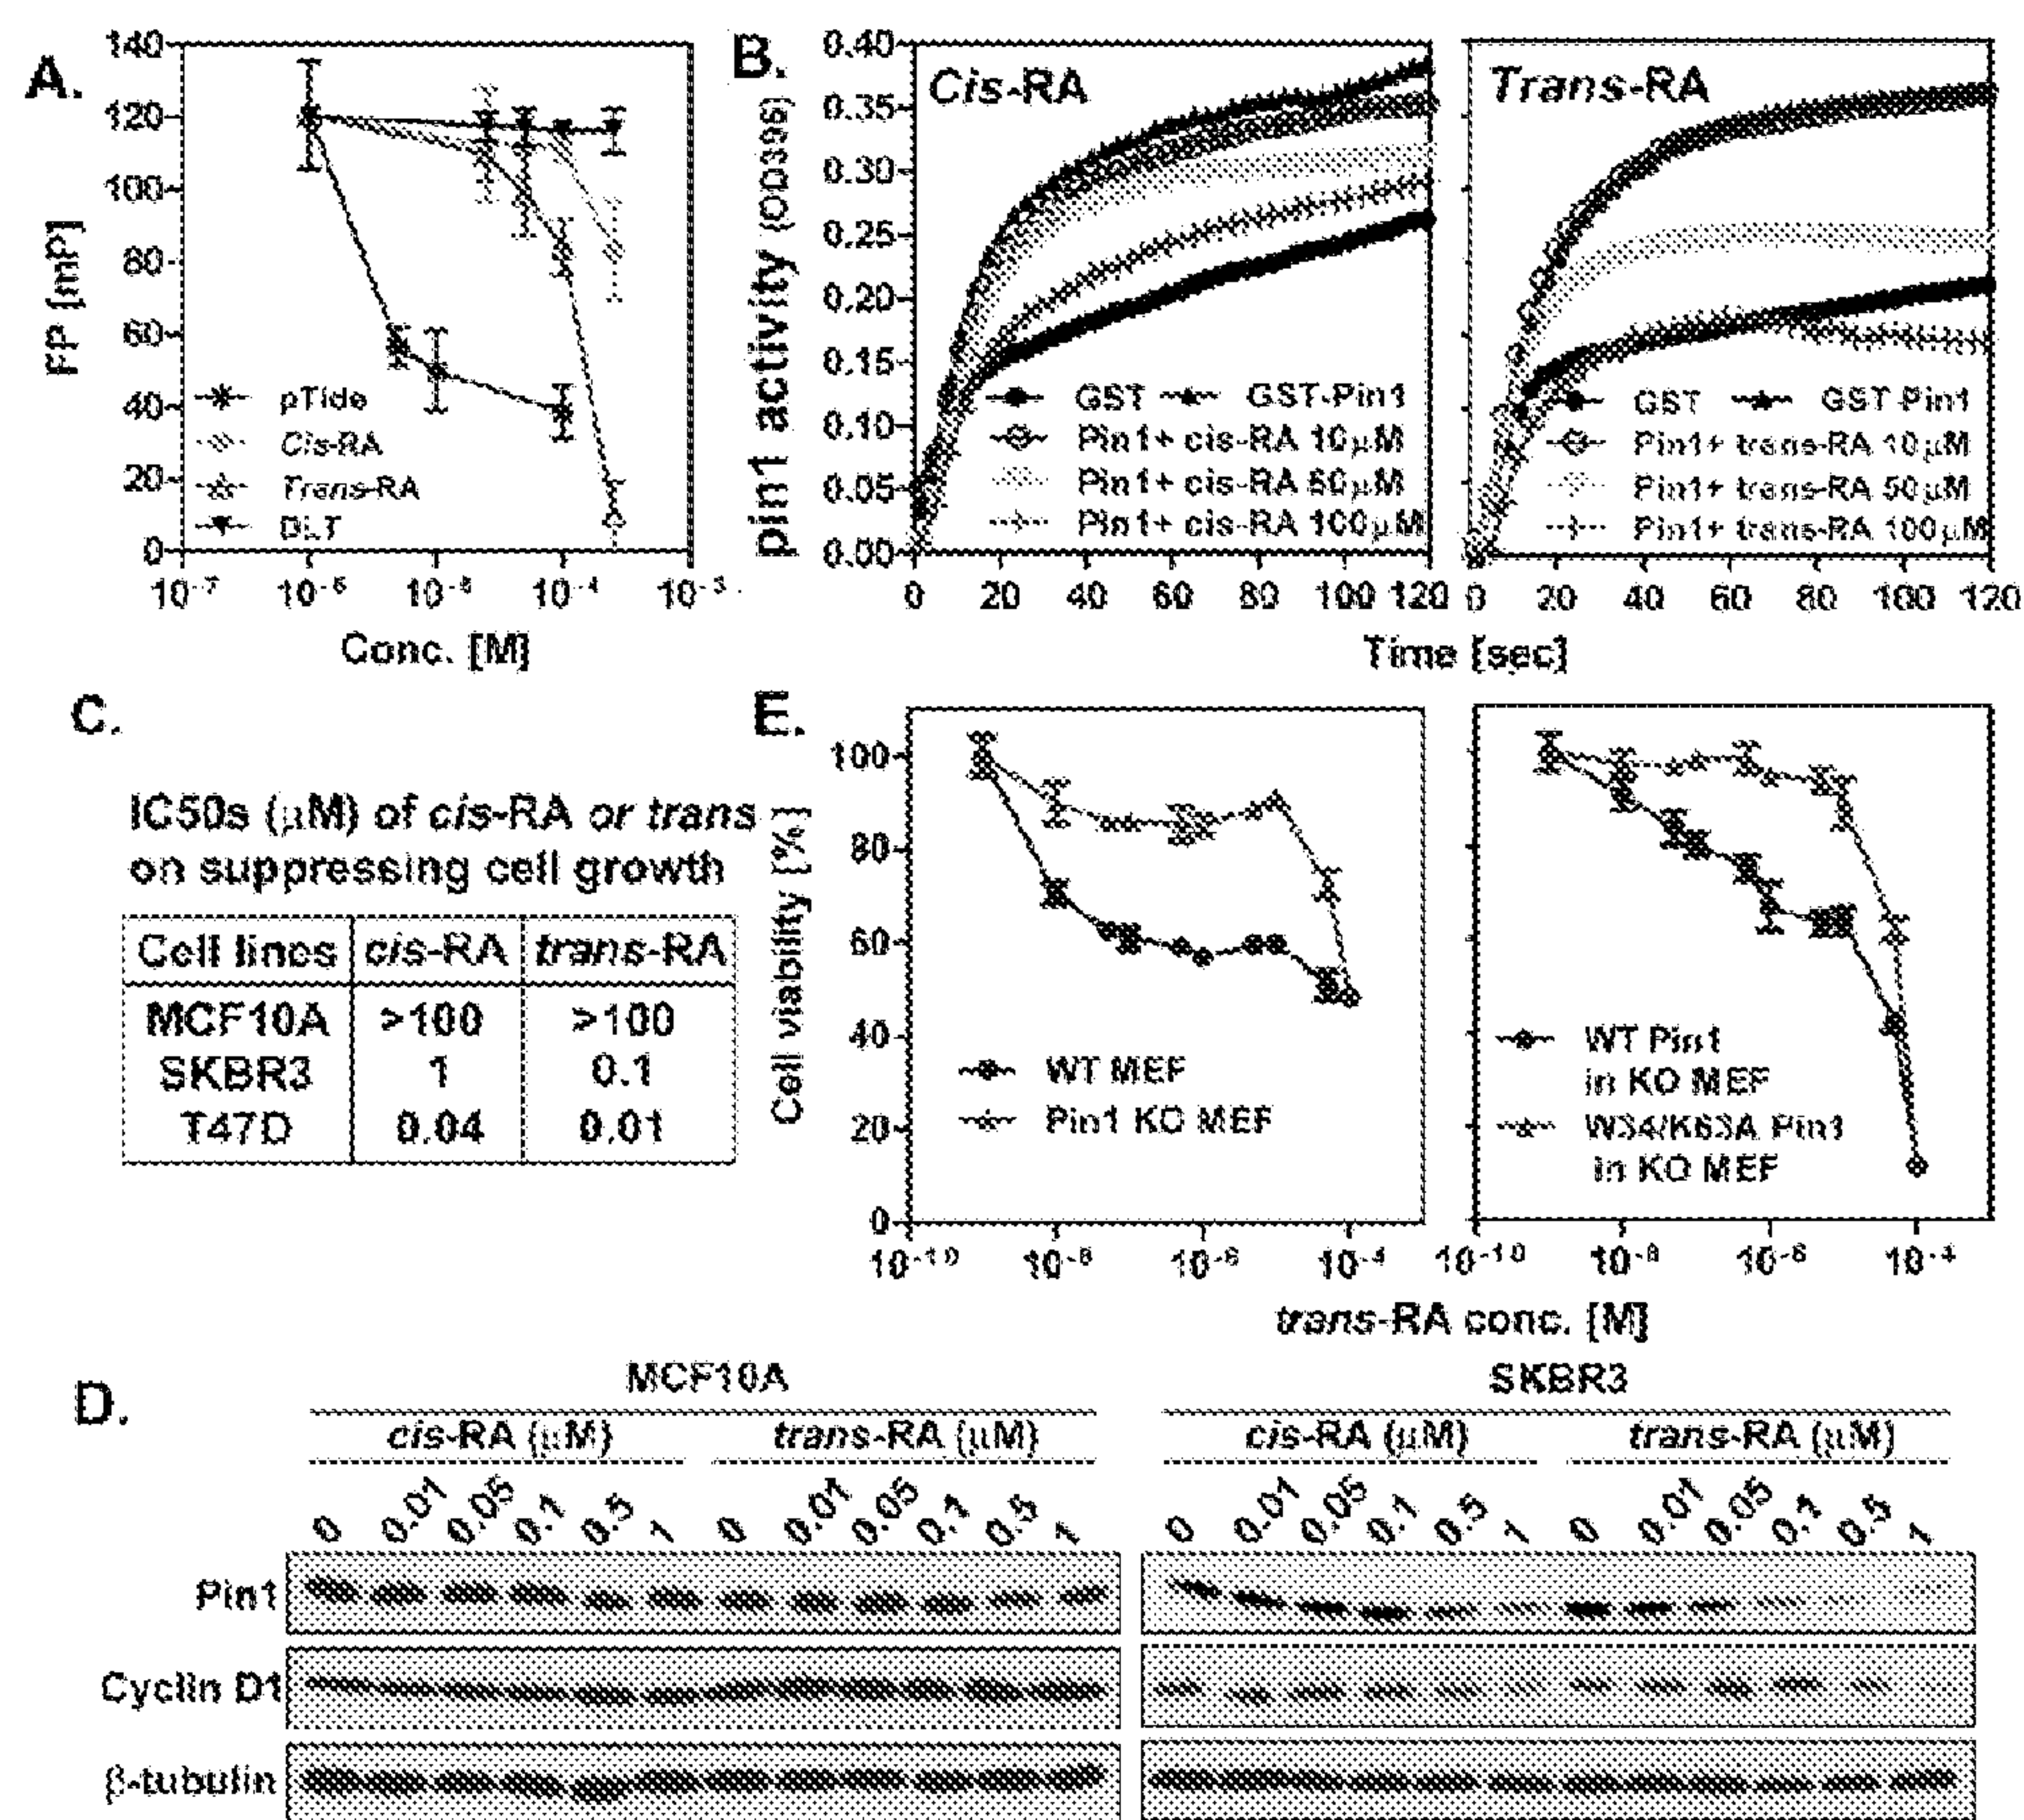 A.
140
120
100
80
60
40
20
0
FP [mP]
pTide
Cis-RA
Trans-RA
DLT
10-7 10-6 10-5 10-4 10-3
Conc. [M]
B.
0.40
0.35
0.30
0.25
0.20
0.15
0.10
0.05
0.00
pin1 activity (OD396)
Cis-RA
GST GST-Pin1
Pin1+ cis-RA 10µM
Pin1+ cis-RA 50µM
Pin1+ cis-RA 100µM
0 20 40 60 80 100 120
Trans-RA
GST GST-Pin1
Pin1+ trans-RA 10µM
Pin1+ trans-RA 50µM
Pin1+ trans-RA 100µM
0 20 40 60 80 100 120
Time [sec]
C.
IC50s (µM) of cis-RA or trans
on suppressing cell growth
Cell lines cis-RA trans-RA
MCF10A >100 >100
SKBR3 1 0.1
T47D 0.04 0.01
E.
100
80
60
40
20
0
Cell viability [%]
WT MEF
Pin1 KO MEF
10-10 10-8 10-6 10-4
WT Pin1
in KO MEF
W34/K63A Pin1
in KO MEF
10-10 10-8 10-6 10-4
trans-RA conc. [M]
D.
MCF10A SKBR3
cis-RA (µM) trans-RA (µM) cis-RA (µM) trans-RA (µM)
0 0.01 0.05 0.1 0.5 1 0 0.01 0.05 0.1 0.5 1 0 0.01 0.05 0.1 0.5 1 0 0.01 0.05 0.1 0.5 1
Pin1
Cyclin D1
β-tubulin